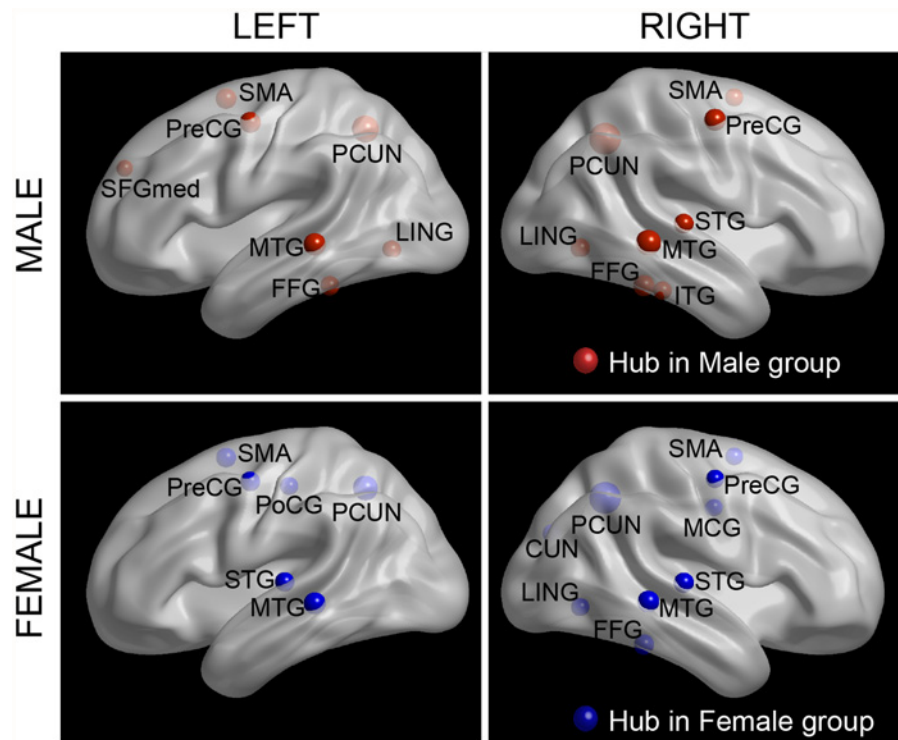 LEFT
RIGHT
MALE
SMA
PreCG
PCUN
SFGmed
MTG
LING
FFG
SMA
PreCG
PCUN
STG
LING
MTG
FFG
ITG
Hub in Male group
FEMALE
SMA
PreCG
PoCG
PCUN
STG
MTG
SMA
PreCG
PCUN
MCG
CUN
STG
LING
MTG
FFG
Hub in Female group